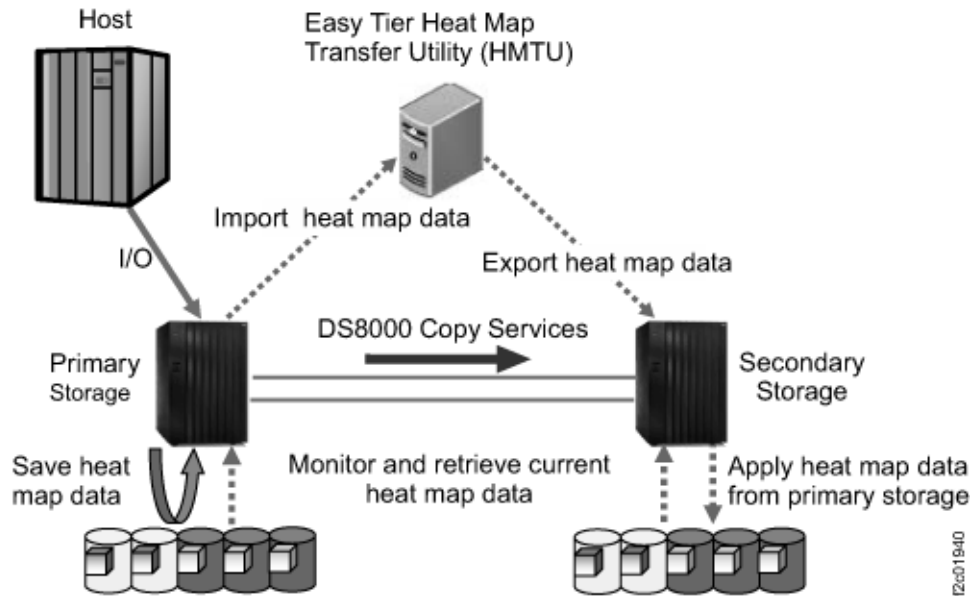 Host
Easy Tier Heat Map
Transfer Utility (HMTU)
Import heat map data
I/O
Export heat map data
DS8000 Copy Services
Primary
Storage
Secondary
Storage
Save heat
map data
Monitor and retrieve current
heat map data
Apply heat map data
from primary storage
f2c01940